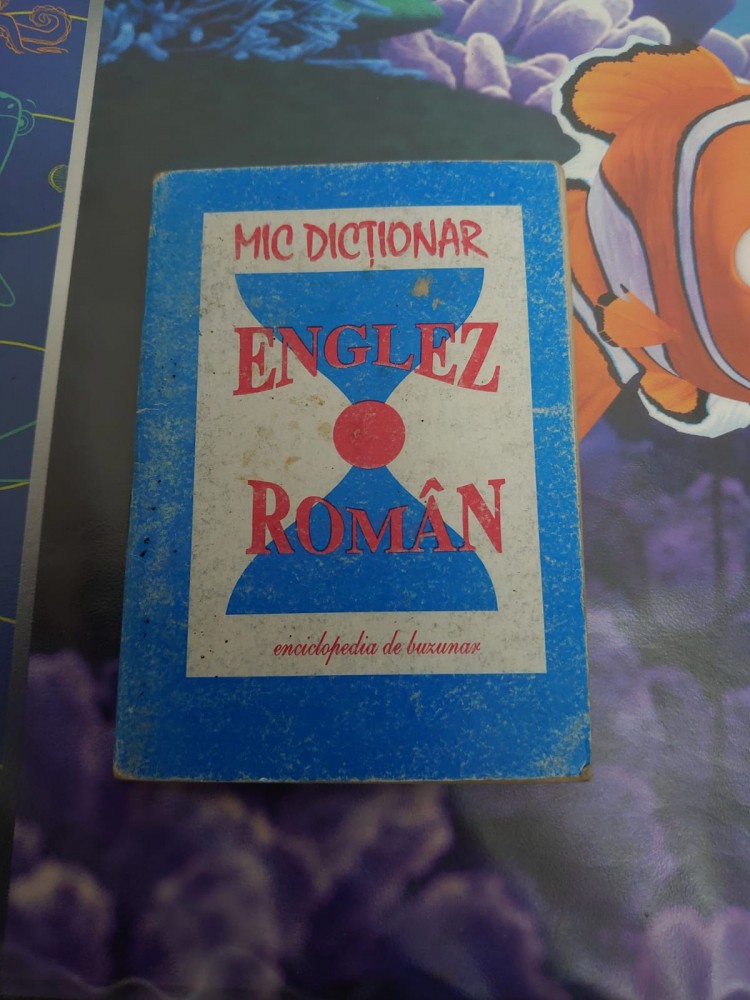 MIC DICȚIONAR
ENGLEZ
ROMÂN
enciclopedia de buzunar